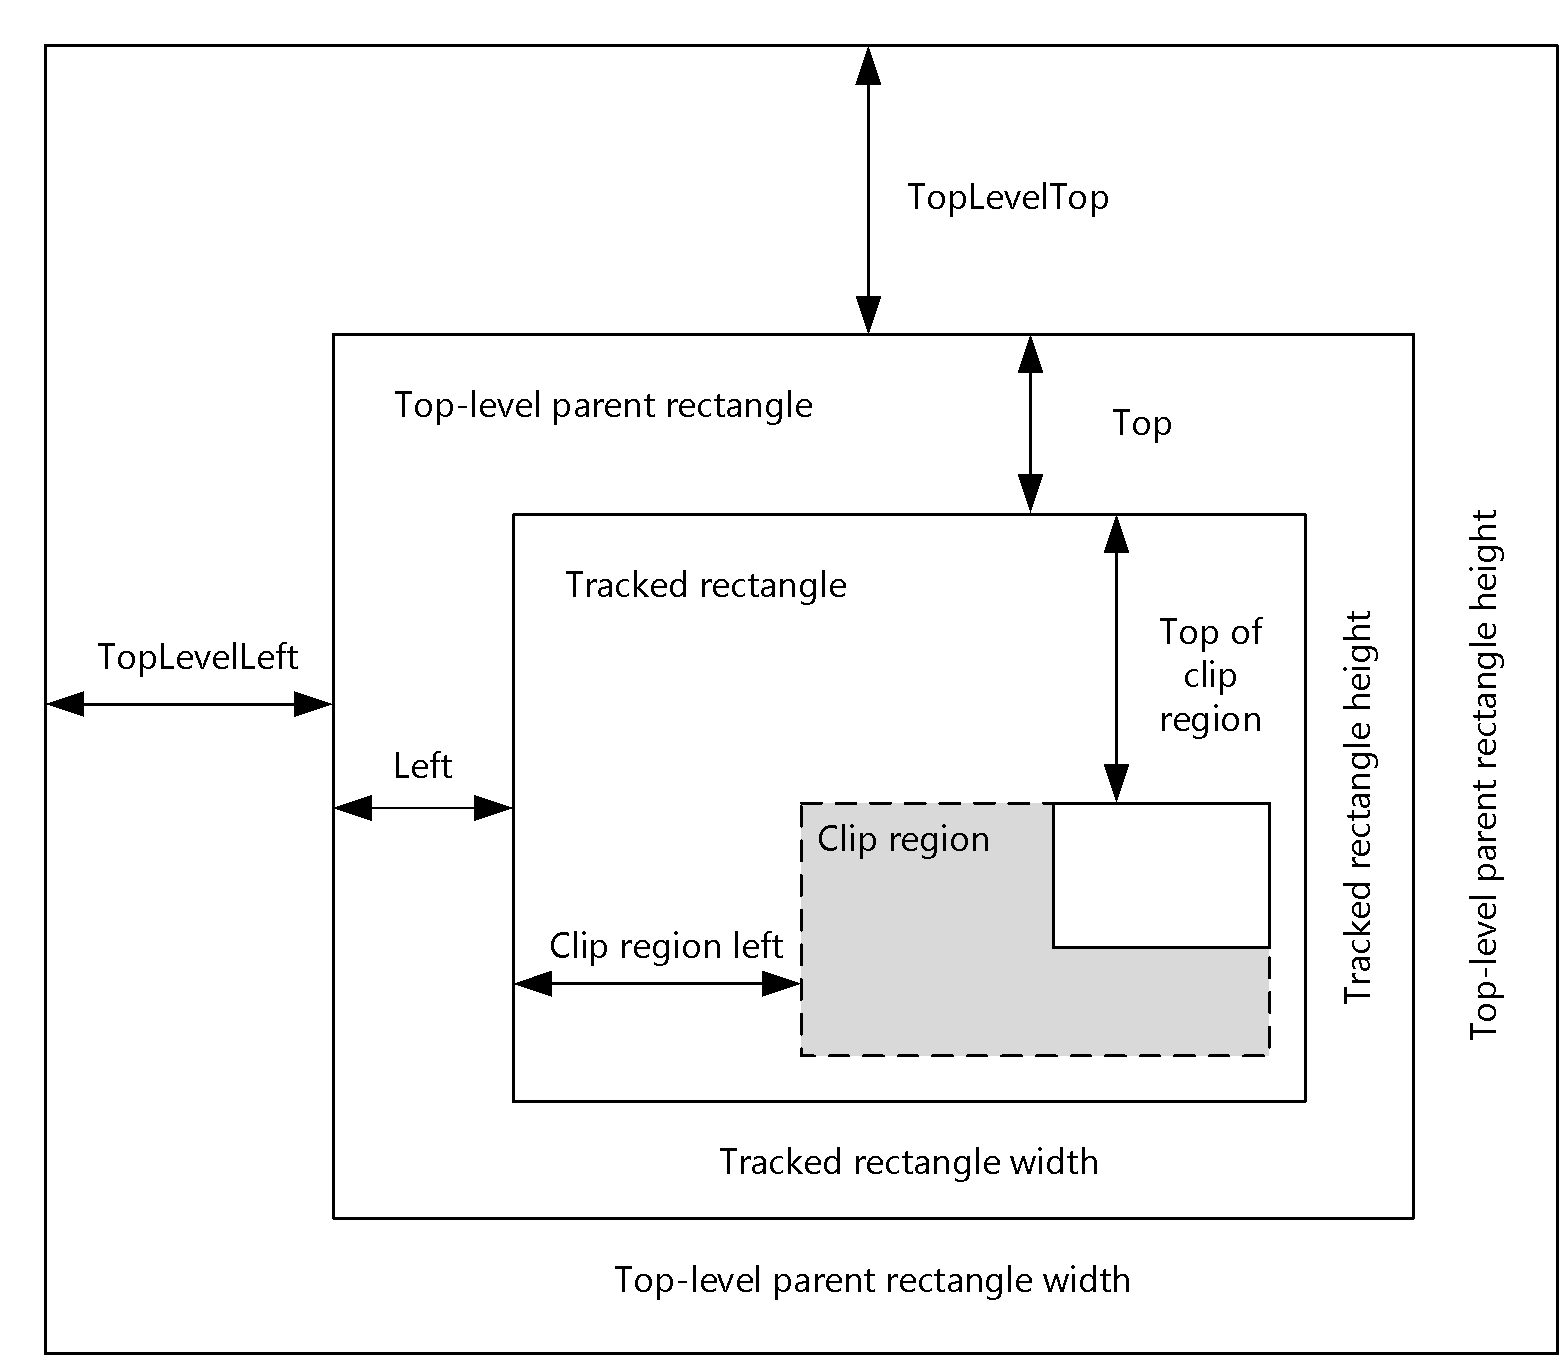 TopLevelTop
Top-level parent rectangle
Top
Tracked rectangle
TopLevelLeft
Top of
clip
region
Left
Clip region
Clip region left
Tracked rectangle height
Top-level parent rectangle height
Tracked rectangle width
Top-level parent rectangle width